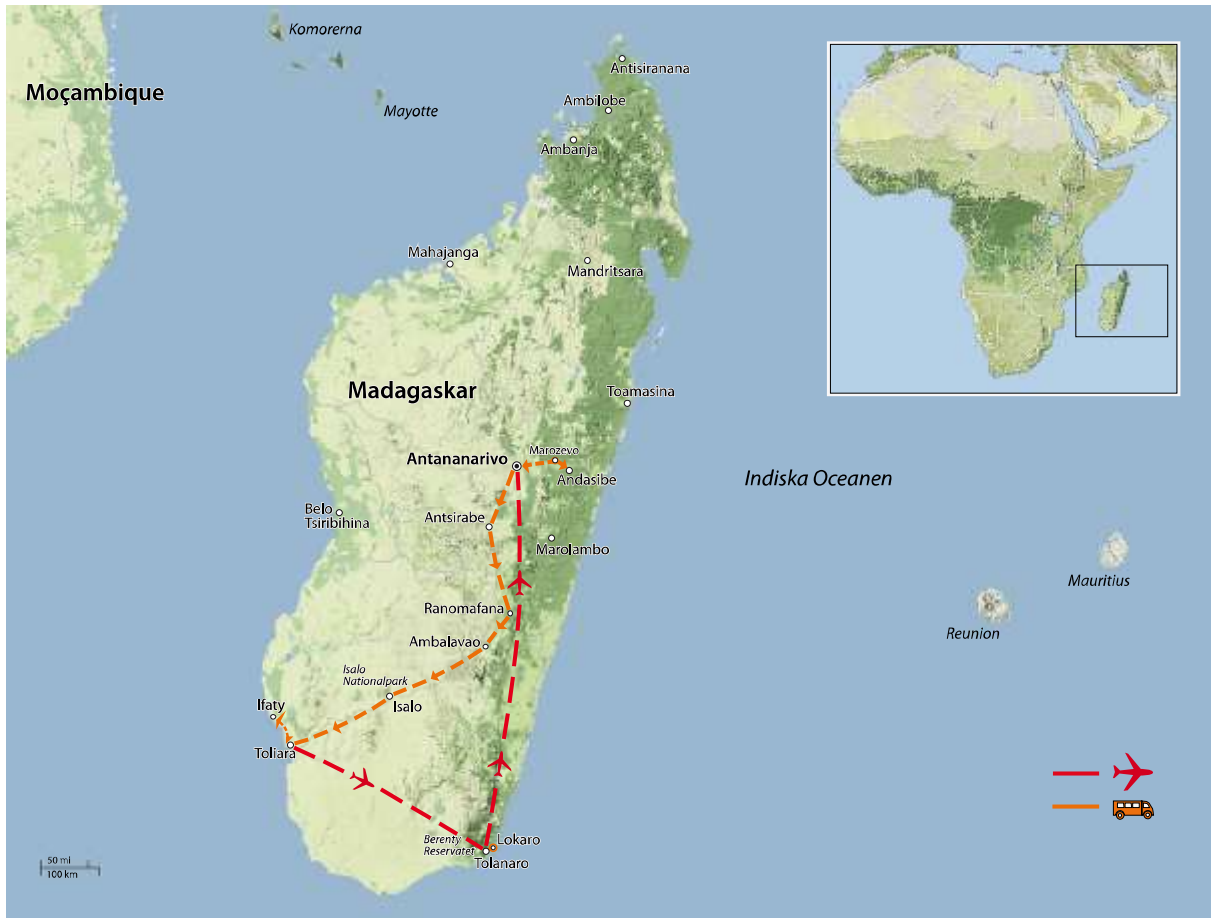 Komorerna
Moçambique
Mayotte
Antisiranana
Ambilobe
Ambanja
Mahajanga
Mandritsara
Madagaskar
Toamasina
Antananarivo
Marozevo
Andasibe
Indiska Oceanen
Belo
Tsiribihina
Antsirabe
Marolambo
Mauritius
Reunion
Ranomafana
Ambalavao
Isalo
Nationalpark
Isalo
Ifaty
Toliara
Berenty
Reservatet
Lokaro
Tolanaro
50 mi
100 km